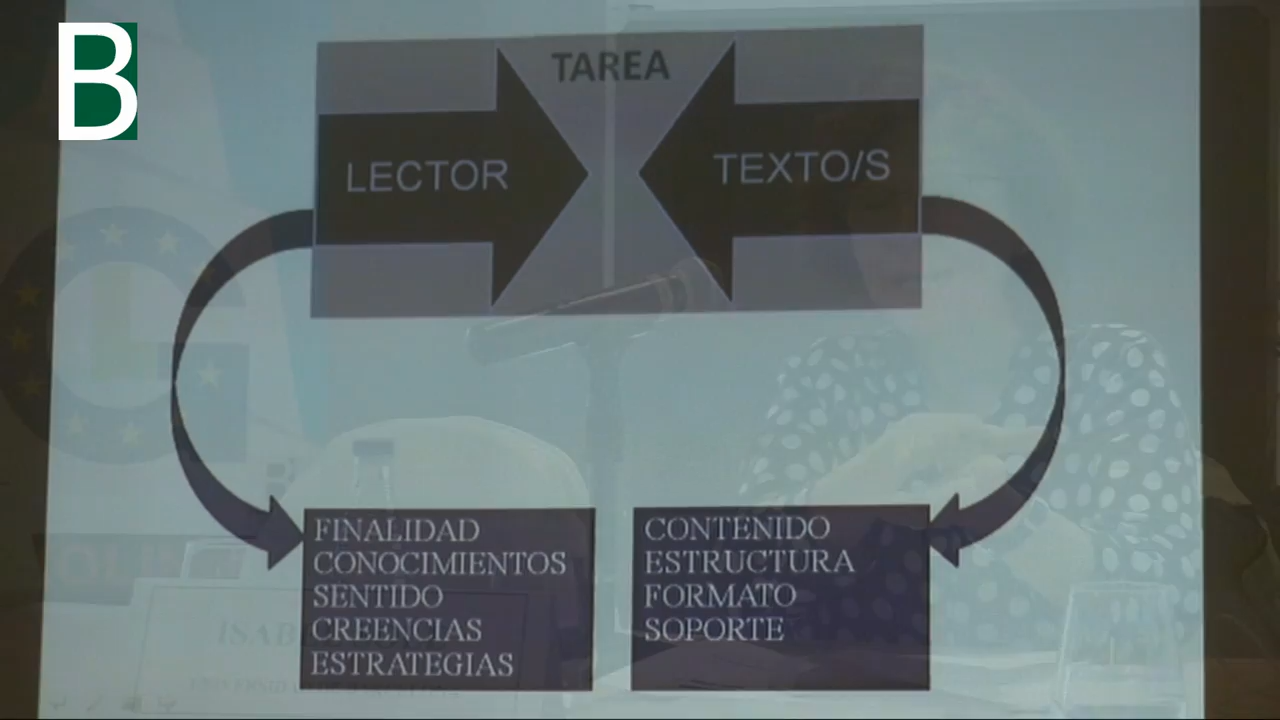 B
TAREA
LECTOR
TEXTO/S
FINALIDAD
CONOCIMIENTOS
SENTIDO
CREENCIAS
ESTRATEGIAS
CONTENIDO
ESTRUCTURA
FORMATO
SOPORTE